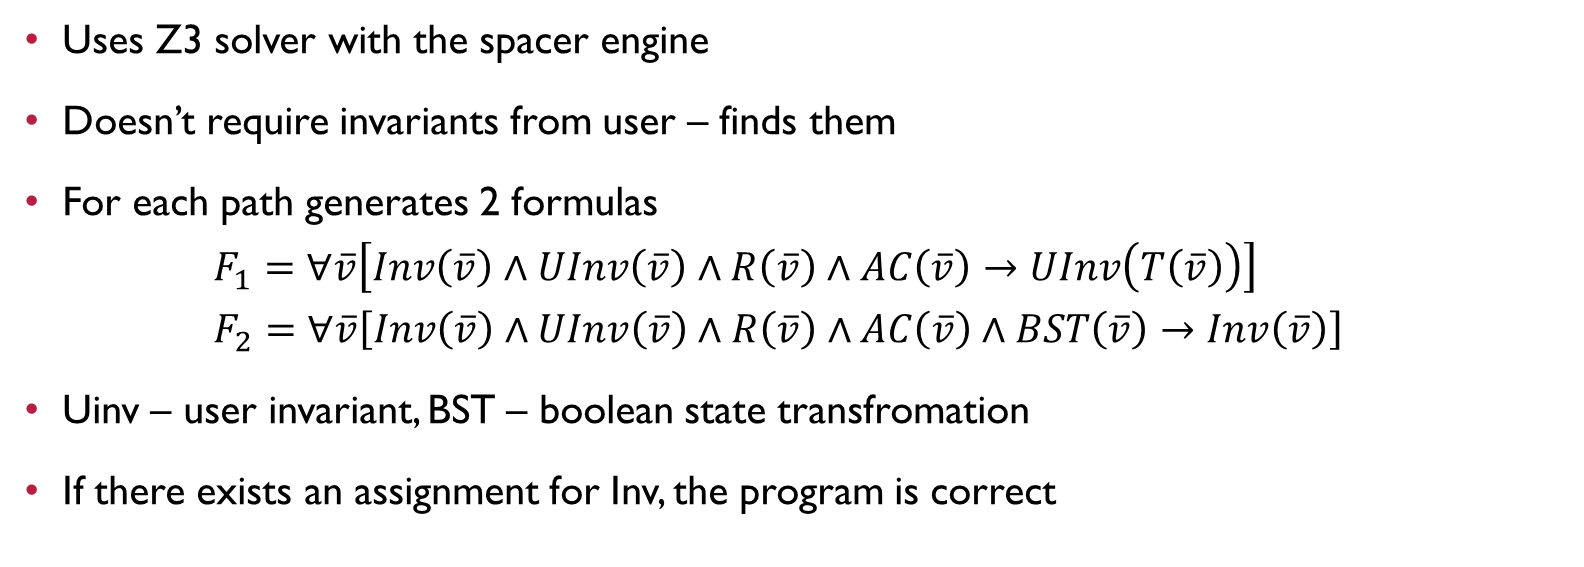 • Uses Z3 solver with the spacer engine
• Doesn't require invariants from user – finds them
• For each path generates 2 formulas
F₁ = ∀v̄[Inv(v̄) ∧ UInv(v̄) ∧ R(v̄) ∧ AC(v̄) → UInv(T(v̄))]
F₂ = ∀v̄[Inv(v̄) ∧ UInv(v̄) ∧ R(v̄) ∧ AC(v̄) ∧ BST(v̄) → Inv(v̄)]
• Uinv – user invariant, BST – boolean state transfromation
• If there exists an assignment for Inv, the program is correct